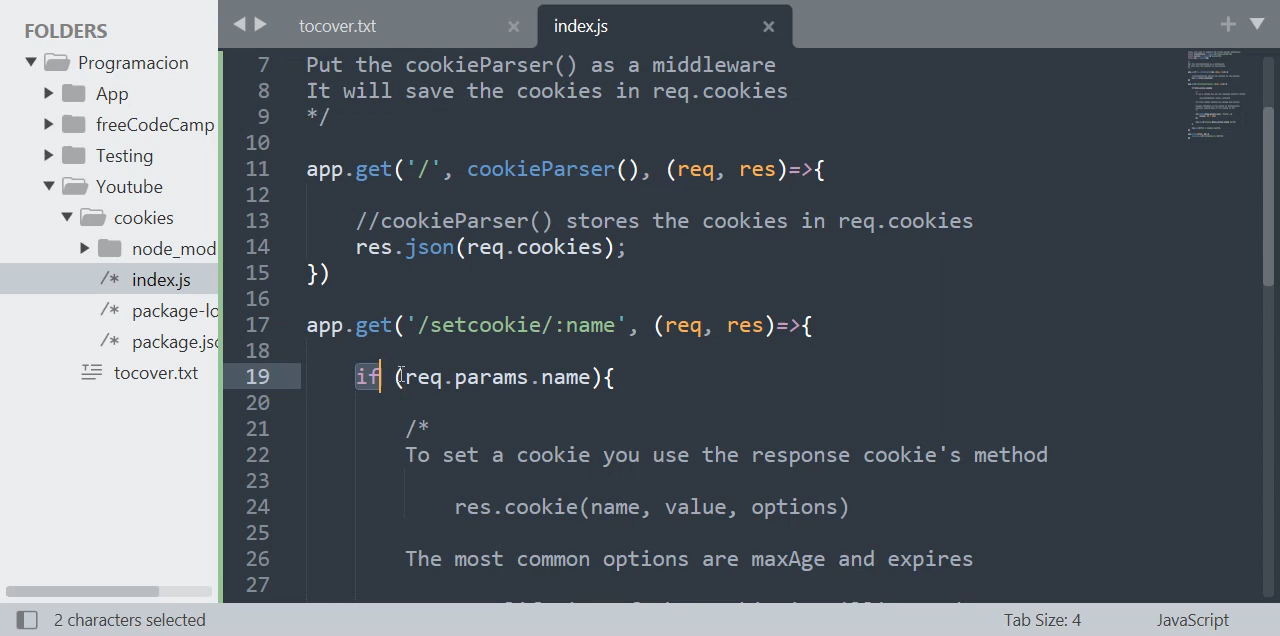 FOLDERS
Programacion
App
freeCodeCamp
Testing
Youtube
cookies
node_mod
index.js
package-lo
package.jso
tocover.txt
tocover.txt
index.js
7 Put the cookieParser() as a middleware
8 It will save the cookies in req.cookies
9 */
10
11 app.get('/', cookieParser(), (req, res)=>{
12
13 //cookieParser() stores the cookies in req.cookies
14 res.json(req.cookies);
15 })
16
17 app.get('/setcookie/:name', (req, res)=>{
18
19 if (req.params.name){
20
21 /*
22 To set a cookie you use the response cookie's method
23
24 res.cookie(name, value, options)
25
26 The most common options are maxAge and expires
27
2 characters selected
Tab Size: 4
JavaScript